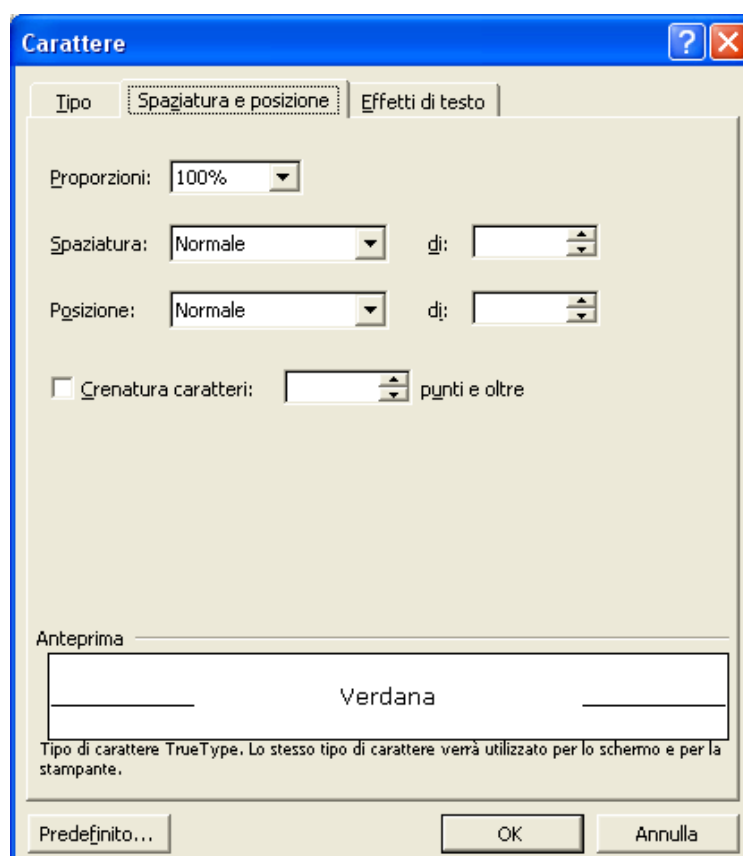 Carattere
Tipo Spaziatura e posizione Effetti di testo
Proporzioni: 100%
Spaziatura: Normale di:
Posizione: Normale di:
Crenatura caratteri: punti e oltre
Anteprima
Verdana
Tipo di carattere TrueType. Lo stesso tipo di carattere verrà utilizzato per lo schermo e per la
stampante.
Predefinito... OK Annulla